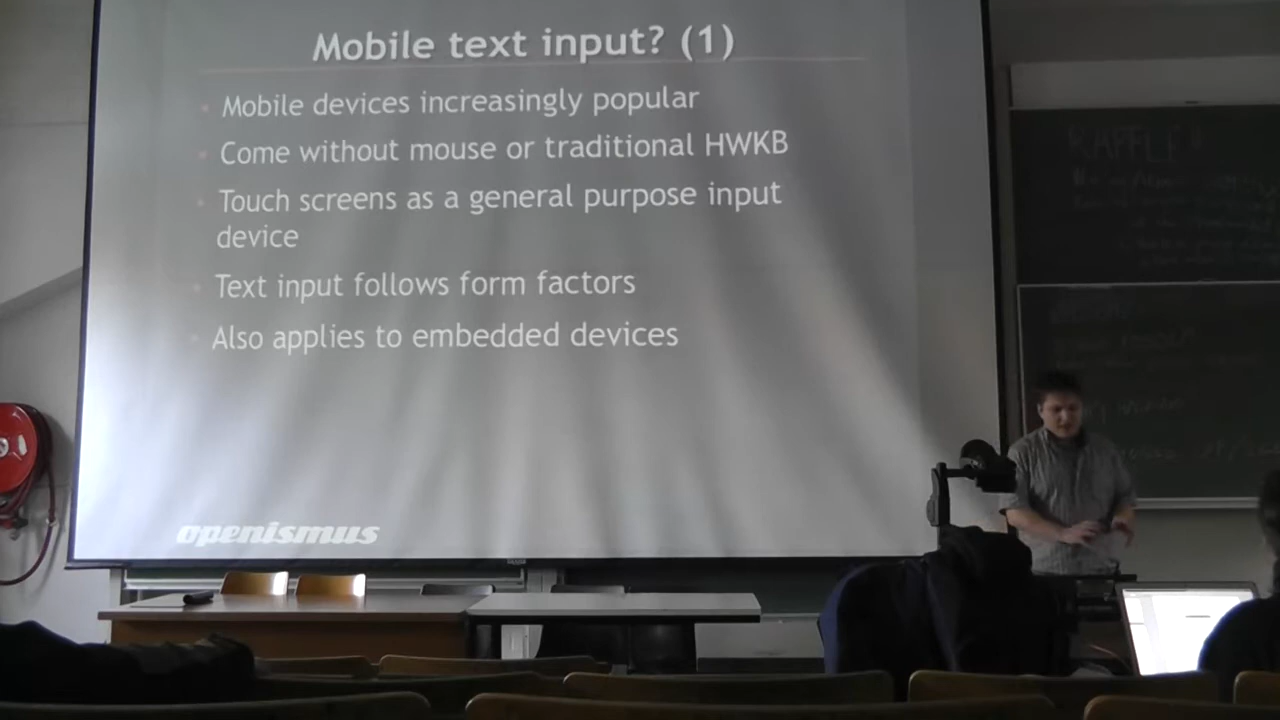 Mobile text input? (1)
Mobile devices increasingly popular
Come without mouse or traditional HWKB
Touch screens as a general purpose input
device
Text input follows form factors
Also applies to embedded devices
openismus
RAFFLE